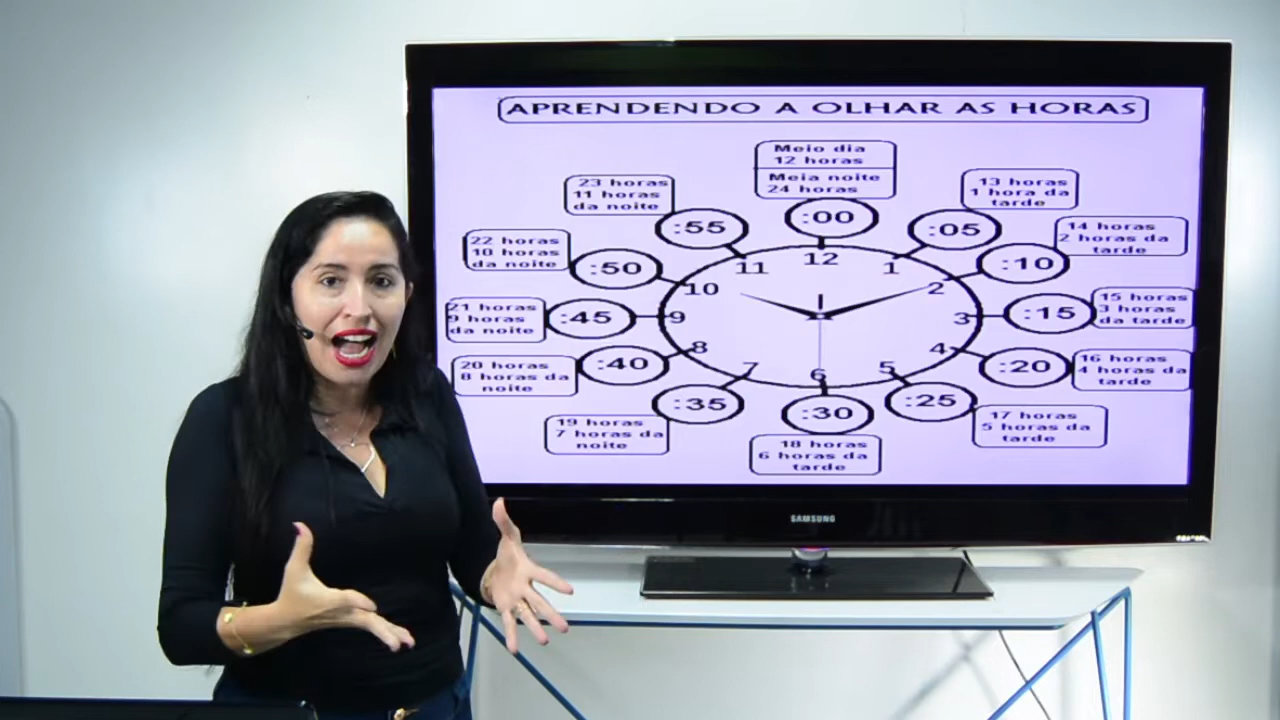 APRENDENDO A OLHAR AS HORAS
Meio dia
12 horas
Meia noite
24 horas
:00
12
13 horas
1 hora da
tarde
:05
1
14 horas
2 horas da
tarde
:10
2
15 horas
3 horas da
tarde
:15
3
16 horas
4 horas da
tarde
:20
4
17 horas
5 horas da
tarde
:25
5
18 horas
6 horas da
tarde
:30
6
19 horas
7 horas da
noite
:35
7
20 horas
8 horas da
noite
:40
8
21 horas
9 horas
da noite
:45
9
22 horas
10 horas
da noite
:50
10
23 horas
11 horas
da noite
:55
11
SAMSUNG